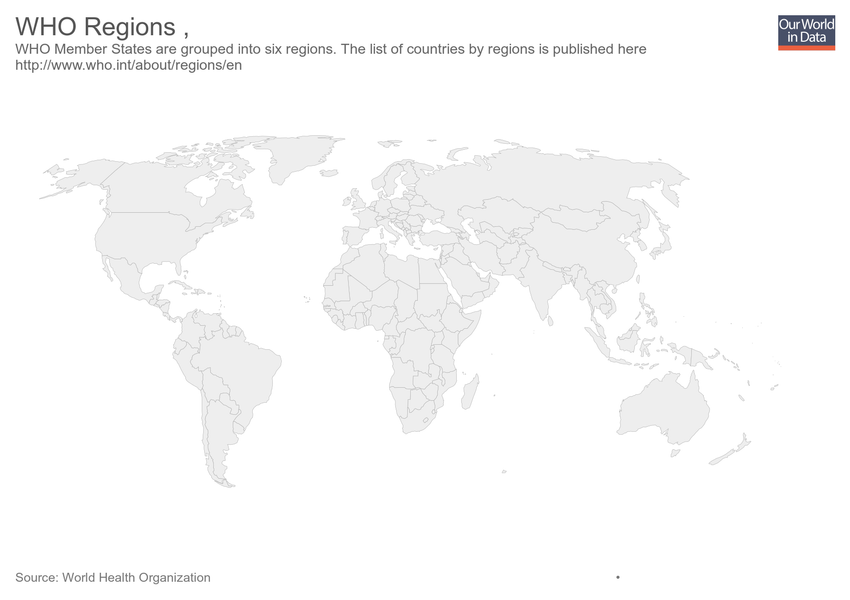 WHO Regions ,
WHO Member States are grouped into six regions. The list of countries by regions is published here
http://www.who.int/about/regions/en
Our World
in Data
Source: World Health Organization
•